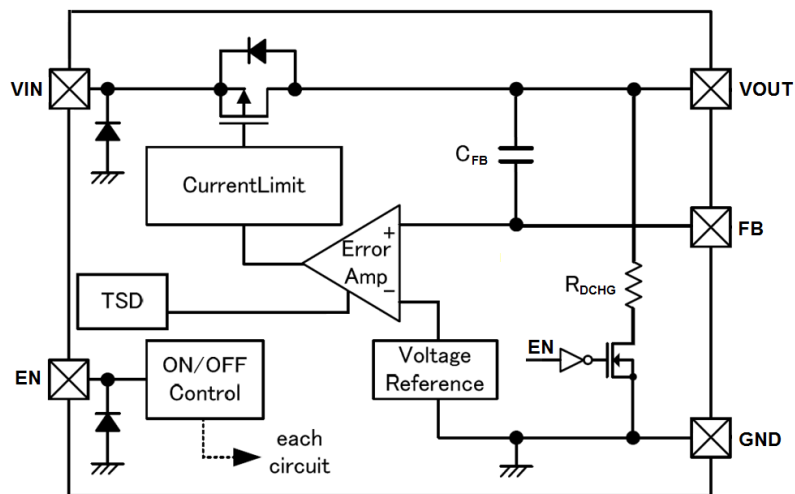 VIN
VOUT
CurrentLimit
CFB
+
Error
Amp
−
FB
TSD
RDCHG
EN
ON/OFF
Control
Voltage
Reference
EN
each
circuit
GND